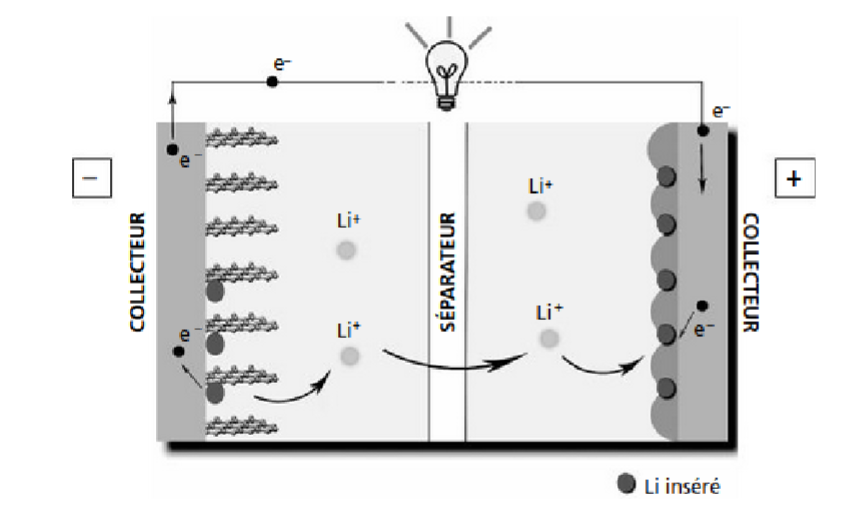 e⁻
e⁻
e⁻
−
+
Li⁺
Li⁺
COLLECTEUR
SÉPARATEUR
COLLECTEUR
Li⁺
Li⁺
e⁻
e⁻
Li inséré